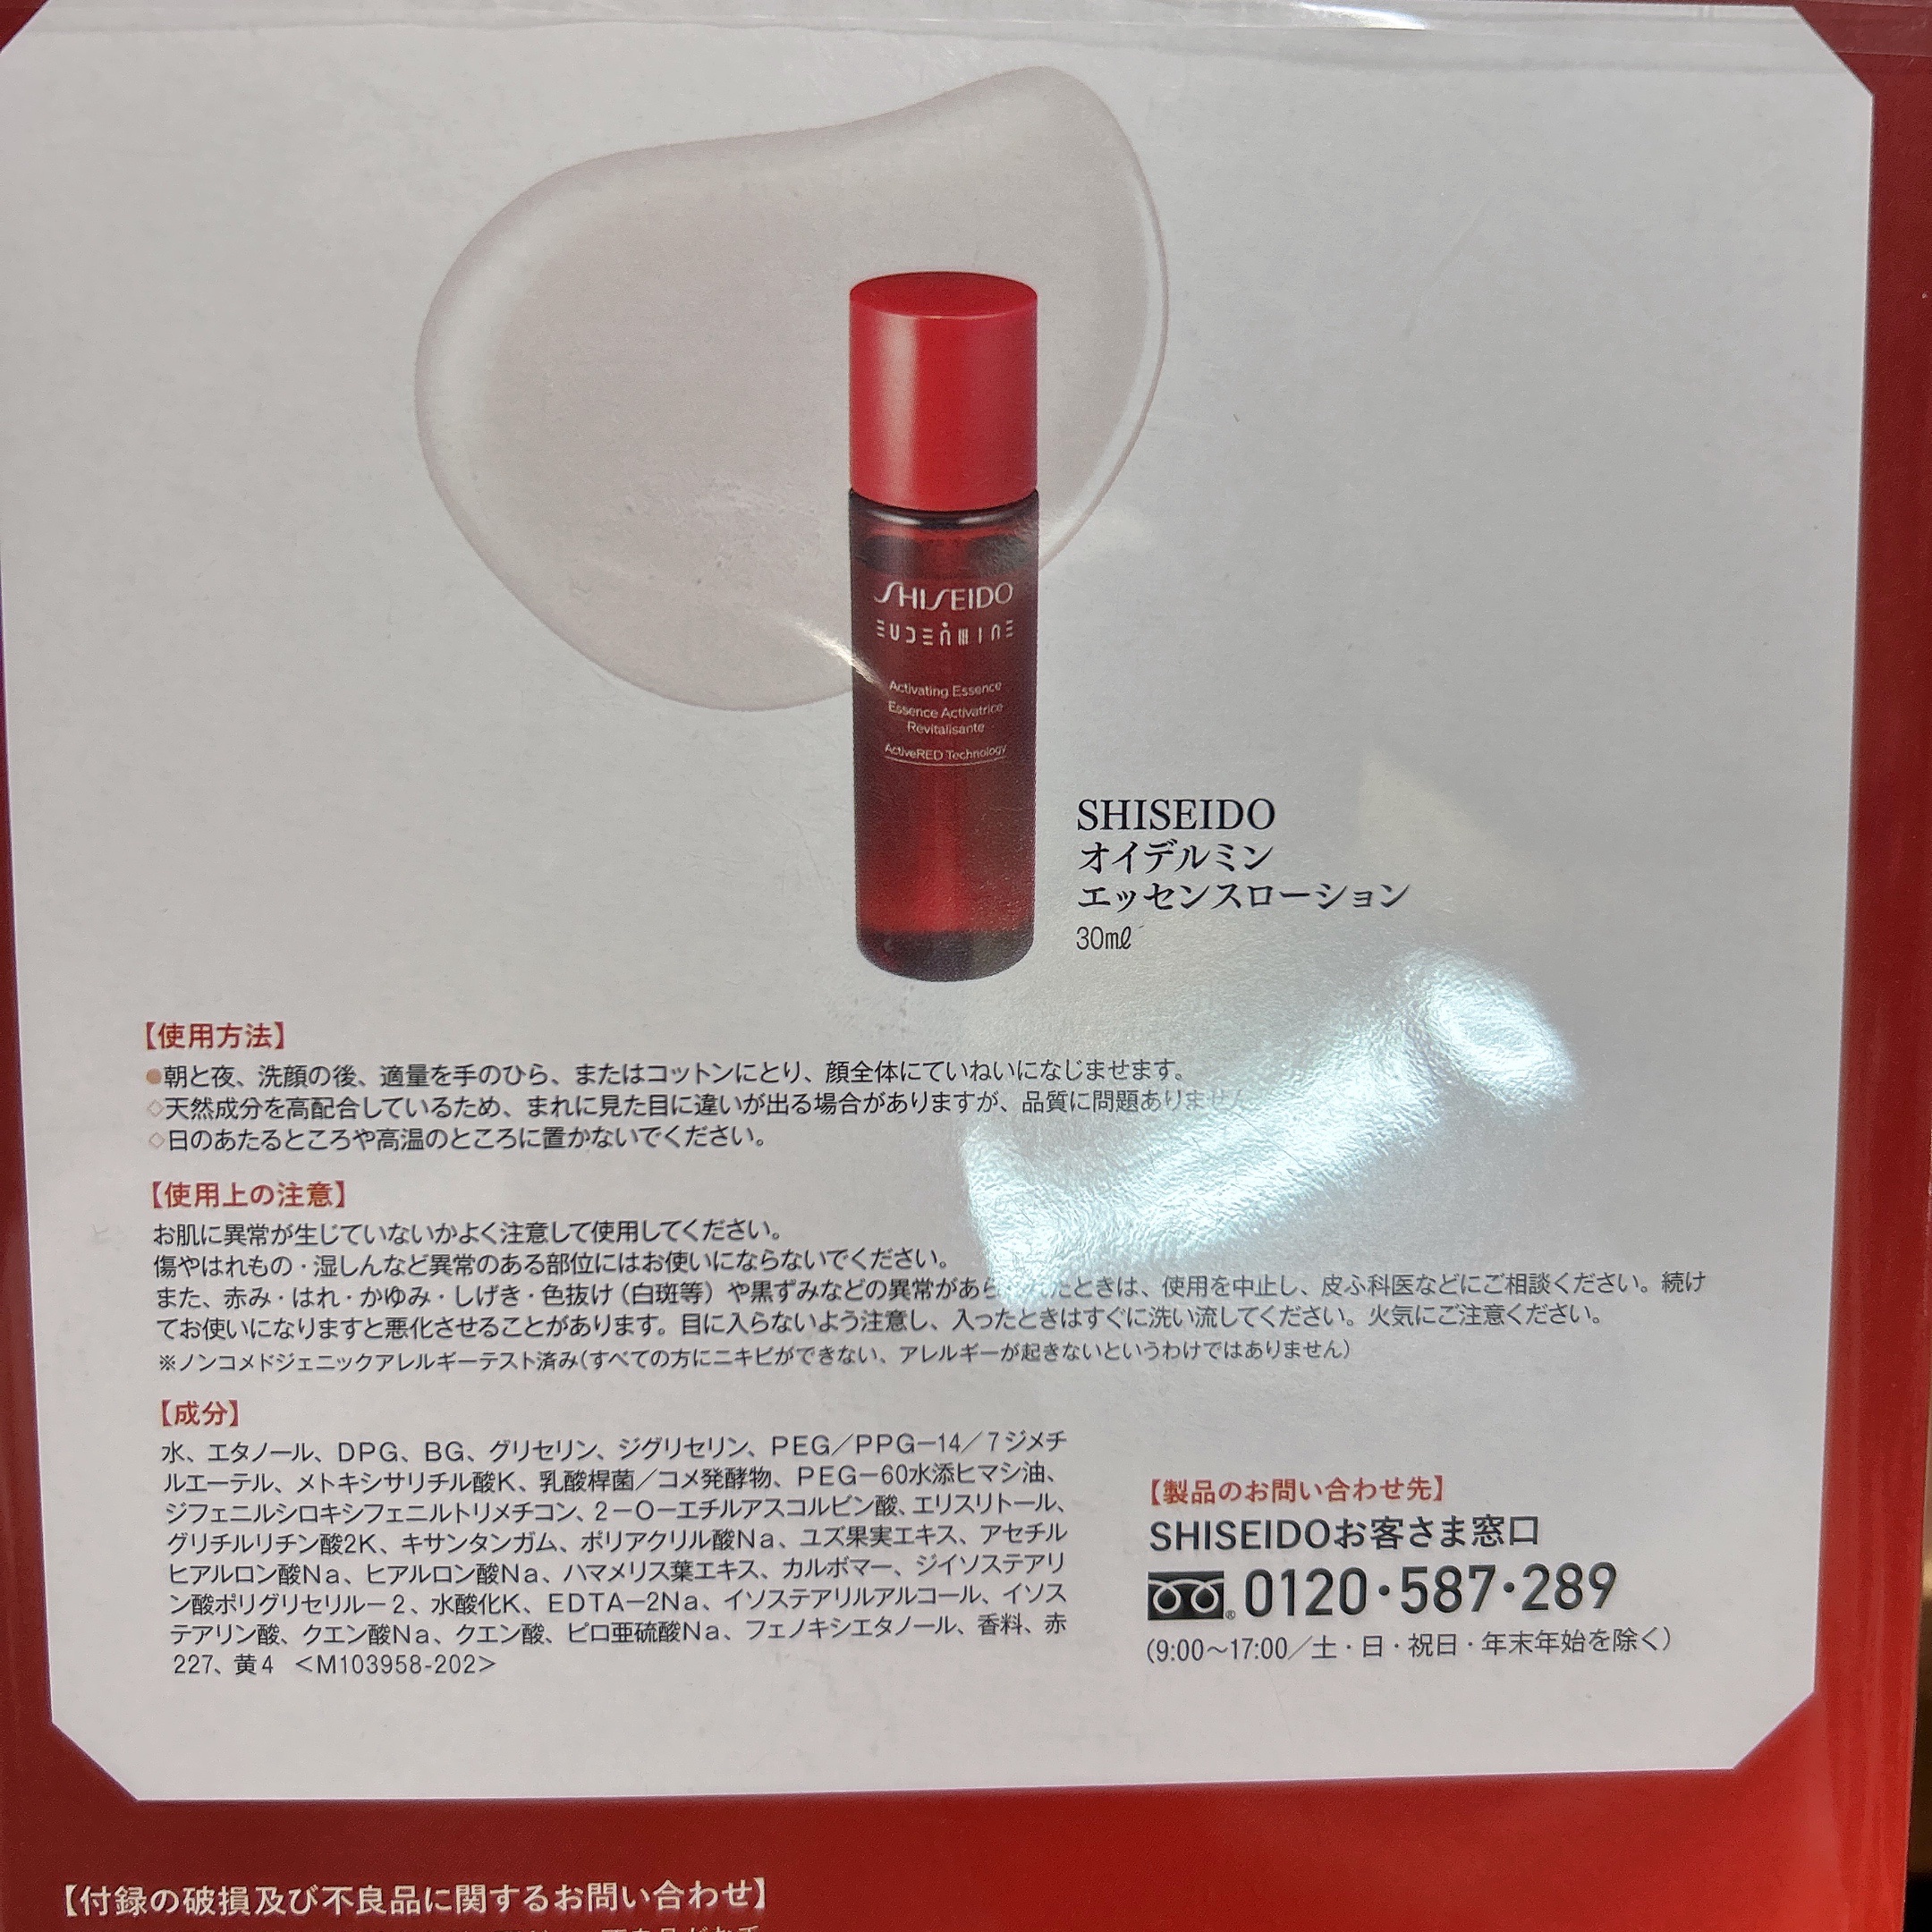 SHISEIDO
EUDERMINE
Activating Essence
Essence Activatrice
Revitalisante
ActiveRED Technology
SHISEIDO
オイデルミン
エッセンスローション
30㎖
【使用方法】
●朝と夜、洗顔の後、適量を手のひら、またはコットンにとり、顔全体にていねいになじませます。
◇天然成分を高配合しているため、まれに見た目に違いが出る場合がありますが、品質に問題ありません
◇日のあたるところや高温のところに置かないでください。
【使用上の注意】
お肌に異常が生じていないかよく注意して使用してください。
傷やはれもの・湿しんなど異常のある部位にはお使いにならないでください。
また、赤み・はれ・かゆみ・しげき・色抜け（白斑等）や黒ずみなどの異常があらたときは、使用を中止し、皮ふ科医などにご相談ください。続け
てお使いになりますと悪化させることがあります。目に入らないよう注意し、入ったときはすぐに洗い流してください。火気にご注意ください。
※ノンコメドジェニックアレルギーテスト済み（すべての方にニキビができない、アレルギーが起きないというわけではありません）
【成分】
水、エタノール、DPG、BG、グリセリン、ジグリセリン、PEG／PPG－14／7ジメチ
ルエーテル、メトキシサリチル酸K、乳酸桿菌／コメ発酵物、PEG－60水添ヒマシ油、
ジフェニルシロキシフェニルトリメチコン、2－O－エチルアスコルビン酸、エリスリトール、
グリチルリチン酸2K、キサンタンガム、ポリアクリル酸Na、ユズ果実エキス、アセチル
ヒアルロン酸Na、ヒアルロン酸Na、ハマメリス葉エキス、カルボマー、ジイソステアリ
ン酸ポリグリセリル－2、水酸化K、EDTA－2Na、イソステアリルアルコール、イソス
テアリン酸、クエン酸Na、クエン酸、ピロ亜硫酸Na、フェノキシエタノール、香料、赤
227、黄4 ＜M103958-202＞
【製品のお問い合わせ先】
SHISEIDOお客さま窓口
0120・587・289
（9:00～17:00／土・日・祝日・年末年始を除く）
【付録の破損及び不良品に関するお問い合わせ】